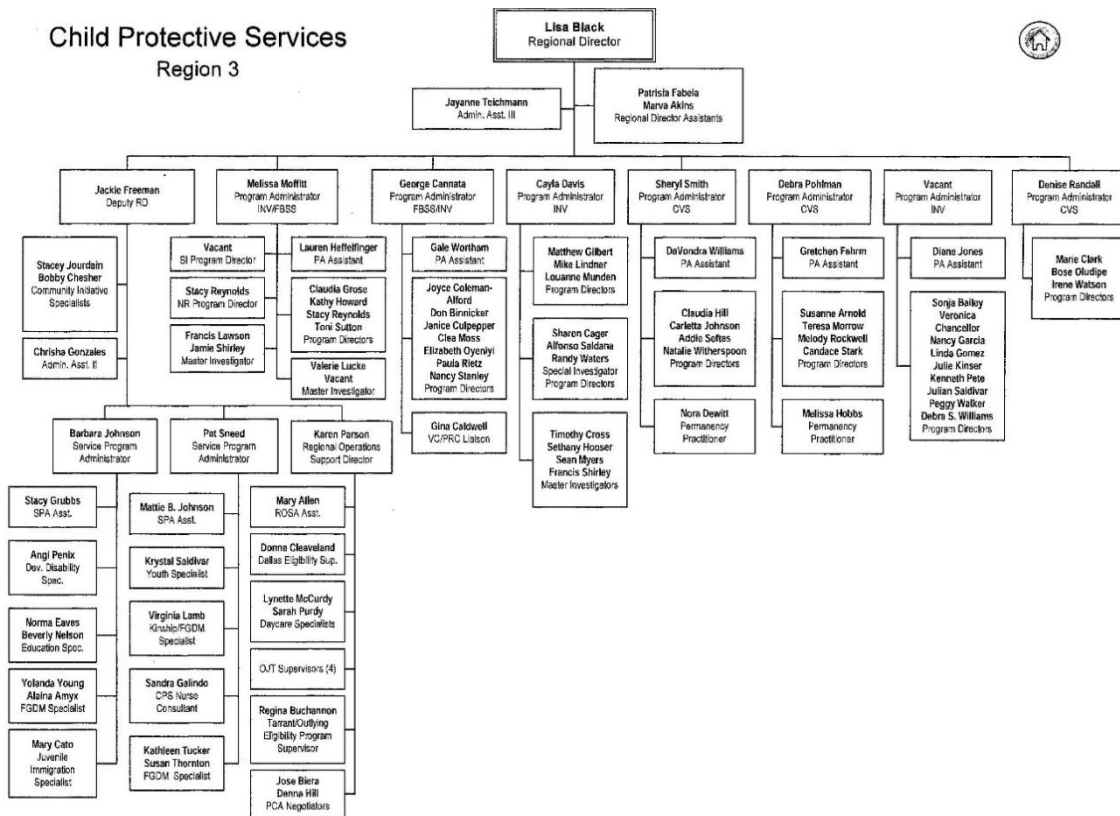 Child Protective Services
Region 3
Lisa Black
Regional Director
Jayanne Teichmann
Admin. Asst. III
Patrisia Fabela
Marva Akins
Regional Director Assistants
Jackie Freeman
Deputy RD
Melissa Moffitt
Program Administrator
INV/FBSS
George Cannata
Program Administrator
FBSS/INV
Cayla Davis
Program Administrator
INV
Sheryl Smith
Program Administrator
CVS
Debra Pohlman
Program Administrator
CVS
Vacant
Program Administrator
INV
Denise Randall
Program Administrator
CVS
Stacey Jourdain
Bobby Chesher
Community Initiative
Specialists
Chrisha Gonzales
Admin. Asst. II
Vacant
SI Program Director
Stacy Reynolds
NR Program Director
Francis Lawson
Jamie Shirley
Master Investigator
Lauren Heffelfinger
PA Assistant
Claudia Grose
Kathy Howard
Stacy Reynolds
Toni Sutton
Program Directors
Valerie Lucke
Vacant
Master Investigator
Gale Wortham
PA Assistant
Joyce Coleman-
Alford
Don Binnicker
Janice Culpepper
Clea Moss
Elizabeth Oyeniyi
Paula Rietz
Nancy Stanley
Program Directors
Gina Caldwell
VC/PRC Liaison
Matthew Gilbert
Mike Lindner
Louanne Munden
Program Directors
Sharon Cager
Alfonso Saldana
Randy Waters
Special Investigator
Program Directors
Timothy Cross
Sethany Hooser
Sean Myers
Francis Shirley
Master Investigators
DaVondra Williams
PA Assistant
Claudia Hill
Carletta Johnson
Addie Seftas
Natalie Witherspoon
Program Directors
Nora Dewitt
Permanency
Practitioner
Gretchen Fehrm
PA Assistant
Susanne Arnold
Teresa Morrow
Melody Rockwell
Candace Stark
Program Directors
Melissa Hobbs
Permanency
Practitioner
Diane Jones
PA Assistant
Sonja Bailey
Veronica
Chancellor
Nancy Garcia
Linda Gomez
Julie Kinser
Kenneth Pete
Julian Saldivar
Peggy Walker
Debra S. Williams
Program Directors
Marie Clark
Bose Oludipe
Irene Watson
Program Directors
Barbara Johnson
Service Program
Administrator
Pat Sneed
Service Program
Administrator
Karen Parson
Regional Operations
Support Director
Stacy Grubbs
SPA Asst.
Angi Penix
Dev. Disability
Spec.
Norma Eaves
Beverly Nelson
Education Spec.
Yolanda Young
Alaina Amyx
FGDM Specialist
Mary Cato
Juvenile
Immigration
Specialist
Mattie B. Johnson
SPA Asst.
Krystal Saldivar
Youth Specialist
Virginia Lamb
Kinship/FGDM
Specialist
Sandra Galindo
CPS Nurse
Consultant
Kathleen Tucker
Susan Thornton
FGDM Specialist
Mary Allen
ROSA Asst.
Donna Cleaveland
Dallas Eligibility Sup.
Lynette McCurdy
Sarah Purdy
Daycare Specialists
OJT Supervisors (4)
Regina Buchannon
Tarrant/Outlying
Eligibility Program
Supervisor
Jose Biera
Denna Hill
PCA Negotiators